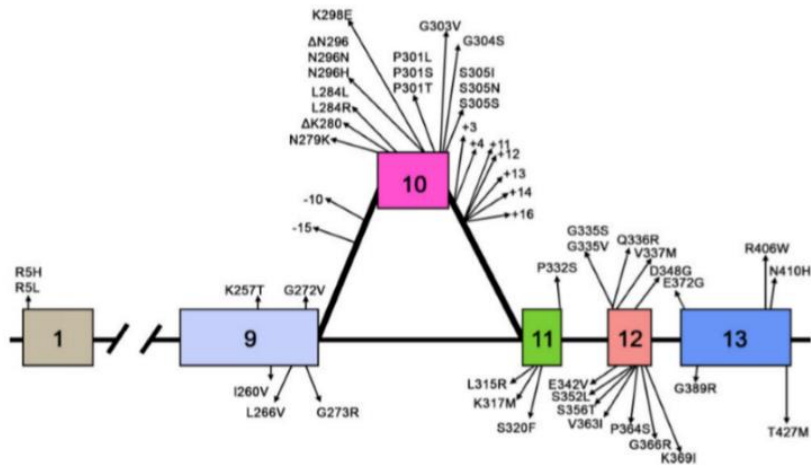 K298E
G303V
G304S
ΔN296
N296N
N296H
P301L
P301S
P301T
S305I
S305N
S305S
L284L
L284R
ΔK280
N279K
+3
+4
+11
+12
+13
+14
+16
10
-10
-15
R5H
R5L
K257T
G272V
P332S
G335S
G335V
Q336R
V337M
D348G
E372G
R406W
N410H
1
9
11
12
13
I260V
L266V
G273R
L315R
K317M
S320F
E342V
S352L
S356T
V363I
P364S
G366R
K369I
G389R
T427M